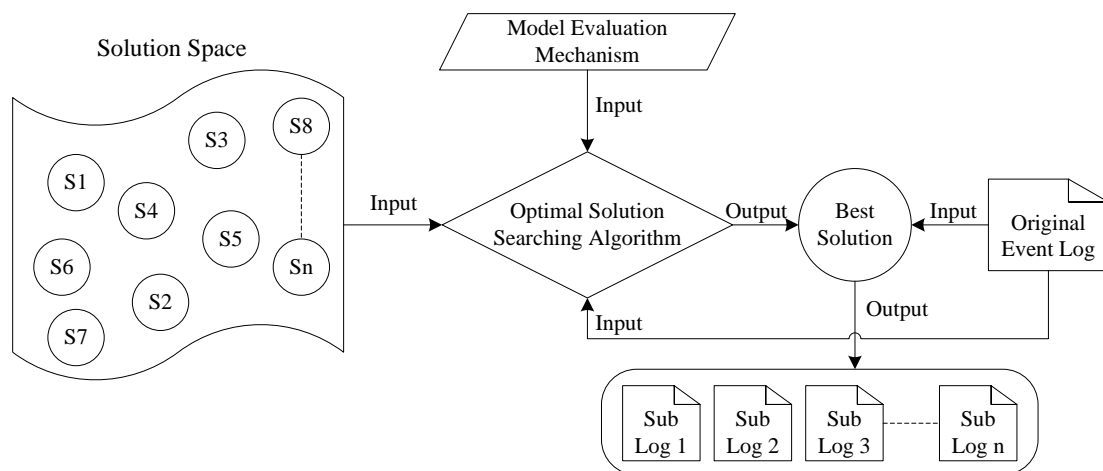 Solution Space
Model Evaluation
Mechanism
Input
S8
S3
S1
S4
S5
S6
Sn
S2
S7
Input
Optimal Solution
Searching Algorithm
Output
Best
Solution
Input
Original
Event Log
Input
Output
Sub
Log 1
Sub
Log 2
Sub
Log 3
Sub
Log n